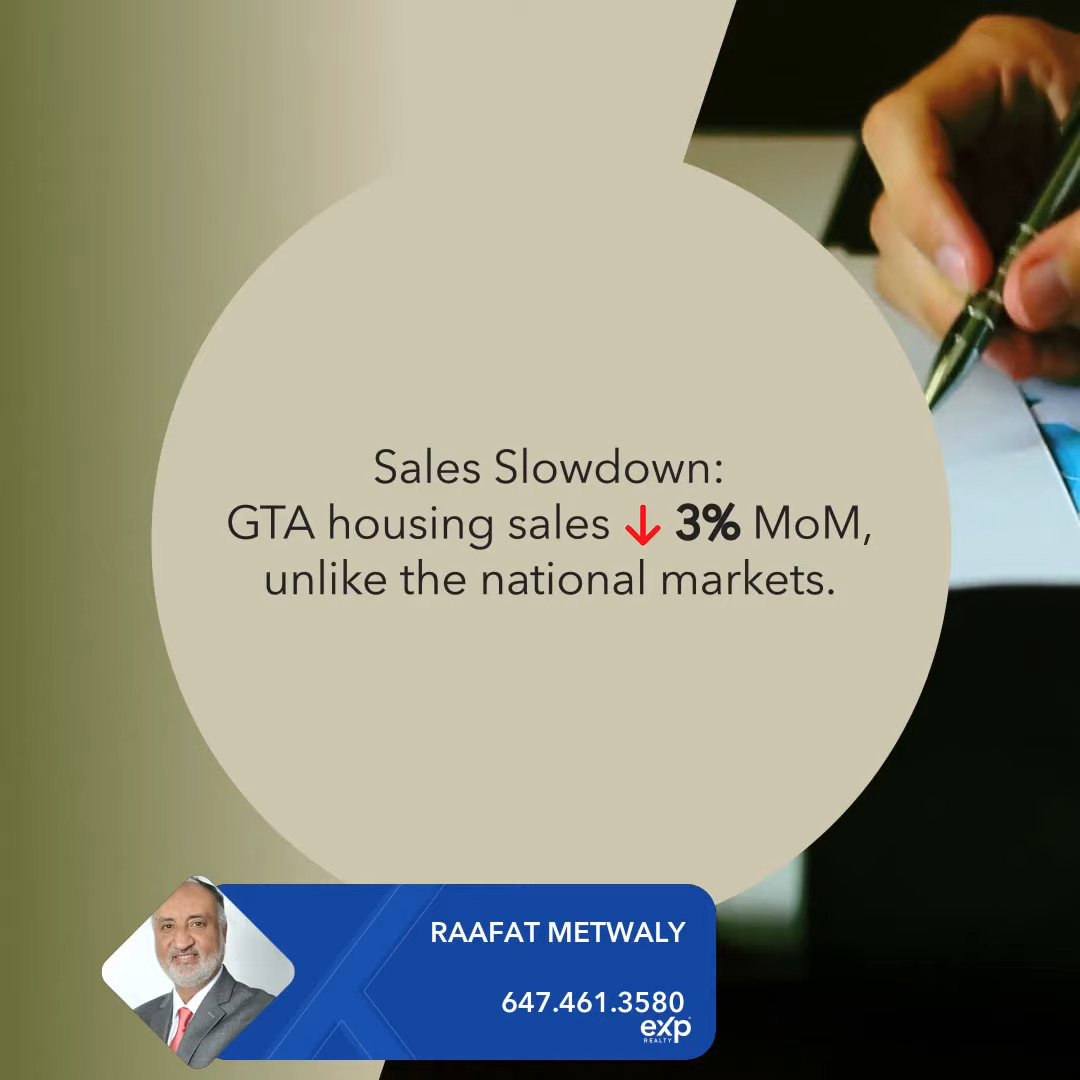 Sales Slowdown:
GTA housing sales ↓ 3% MoM,
unlike the national markets.
RAAFAT METWALY
647.461.3580
exp
REALTY